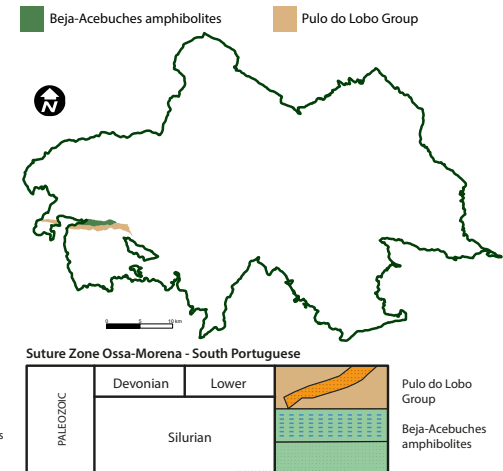 Beja-Acebuches amphibolites
Pulo do Lobo Group
N
0 5 10 km
Suture Zone Ossa-Morena - South Portuguese
PALEOZOIC
Devonian
Lower
Silurian
Pulo do Lobo
Group
Beja-Acebuches
amphibolites
s